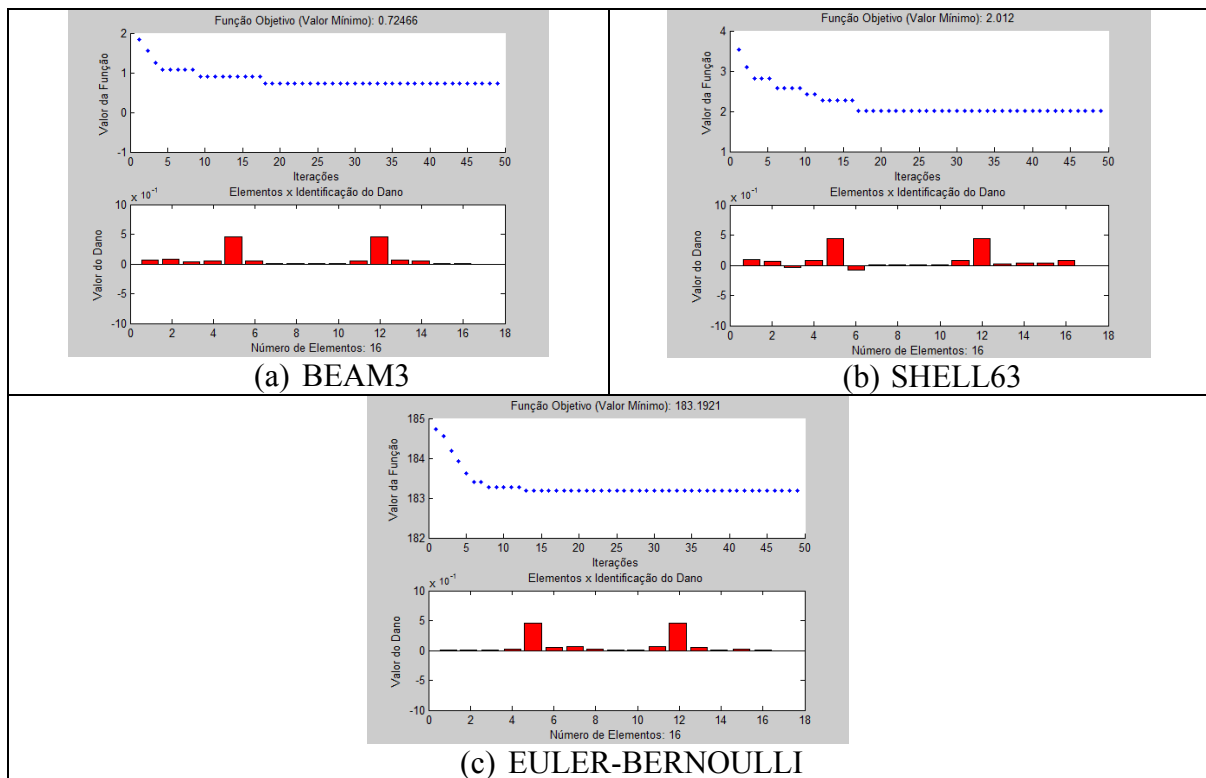 Função Objetivo (Valor Mínimo): 0.72466
Valor da Função
2
1
0
-1
0 5 10 15 20 25 30 35 40 45 50
Iterações
x 10^-1
Elementos x Identificação do Dano
Valor do Dano
10
5
0
-5
-10
0 2 4 6 8 10 12 14 16 18
Número de Elementos: 16
(a) BEAM3
Função Objetivo (Valor Mínimo): 2.012
Valor da Função
4
3
2
1
0 5 10 15 20 25 30 35 40 45 50
Iterações
x 10^-1
Elementos x Identificação do Dano
Valor do Dano
10
5
0
-5
-10
0 2 4 6 8 10 12 14 16 18
Número de Elementos: 16
(b) SHELL63
Função Objetivo (Valor Mínimo): 183.1921
Valor da Função
185
184
183
182
0 5 10 15 20 25 30 35 40 45 50
Iterações
x 10^-1
Elementos x Identificação do Dano
Valor do Dano
10
5
0
-5
-10
0 2 4 6 8 10 12 14 16 18
Número de Elementos: 16
(c) EULER-BERNOULLI